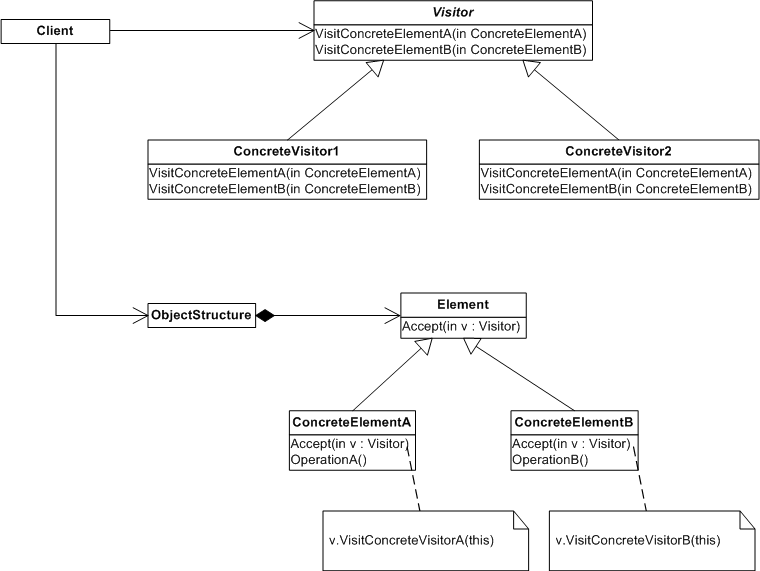 Client
Visitor
VisitConcreteElementA(in ConcreteElementA)
VisitConcreteElementB(in ConcreteElementB)
ConcreteVisitor1
VisitConcreteElementA(in ConcreteElementA)
VisitConcreteElementB(in ConcreteElementB)
ConcreteVisitor2
VisitConcreteElementA(in ConcreteElementA)
VisitConcreteElementB(in ConcreteElementB)
ObjectStructure
Element
Accept(in v : Visitor)
ConcreteElementA
Accept(in v : Visitor)
OperationA()
ConcreteElementB
Accept(in v : Visitor)
OperationB()
v.VisitConcreteVisitorA(this)
v.VisitConcreteVisitorB(this)